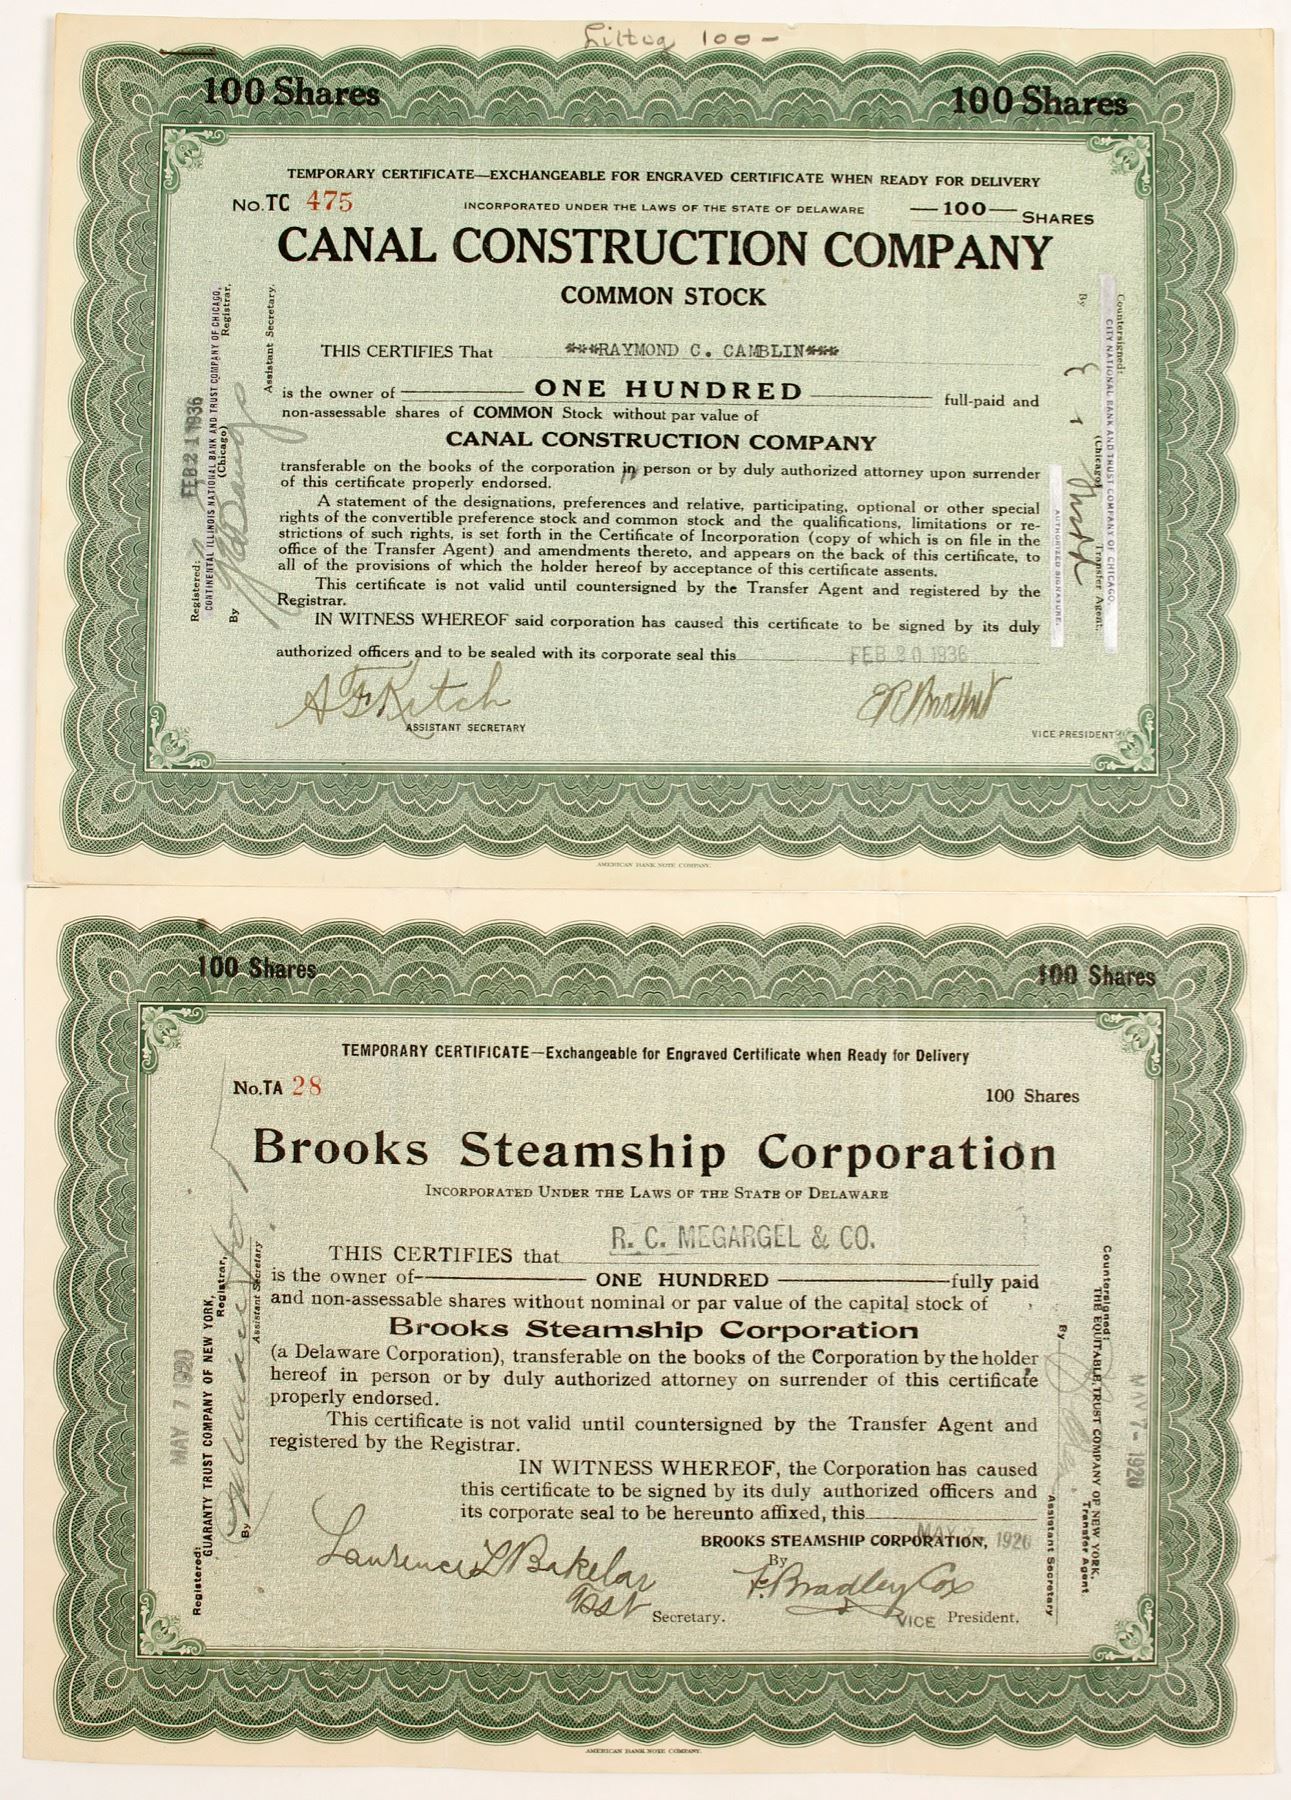 100 -
100 Shares
100 Shares
TEMPORARY CERTIFICATE—EXCHANGEABLE FOR ENGRAVED CERTIFICATE WHEN READY FOR DELIVERY
No. TC 475
INCORPORATED UNDER THE LAWS OF THE STATE OF DELAWARE
—100— SHARES
CANAL CONSTRUCTION COMPANY
COMMON STOCK
THIS CERTIFIES That ***RAYMOND C. CAMBLIN***
is the owner of ONE HUNDRED full-paid and
non-assessable shares of COMMON Stock without par value of
CANAL CONSTRUCTION COMPANY
transferable on the books of the corporation in person or by duly authorized attorney upon surrender
of this certificate properly endorsed.
A statement of the designations, preferences and relative, participating, optional or other special
rights of the convertible preference stock and common stock and the qualifications, limitations or re-
strictions of such rights, is set forth in the Certificate of Incorporation (copy of which is on file in the
office of the Transfer Agent) and amendments thereto, and appears on the back of this certificate, to
all of the provisions of which the holder hereof by acceptance of this certificate assents.
This certificate is not valid until countersigned by the Transfer Agent and registered by the
Registrar.
IN WITNESS WHEREOF said corporation has caused this certificate to be signed by its duly
authorized officers and to be sealed with its corporate seal this FEB 20 1936
A F Ketch
ASSISTANT SECRETARY
VICE PRESIDENT
FEB 21 1936
Registered:
CONTINENTAL ILLINOIS NATIONAL BANK AND TRUST COMPANY OF CHICAGO,
(Chicago) Registrar,
By
Assistant Secretary.
Countersigned:
CITY NATIONAL BANK AND TRUST COMPANY OF CHICAGO,
(Chicago) Transfer Agent,
By
AUTHORIZED SIGNATURE.
AMERICAN BANK NOTE COMPANY.
100 Shares
100 Shares
TEMPORARY CERTIFICATE—Exchangeable for Engraved Certificate when Ready for Delivery
No. TA 28
100 Shares
Brooks Steamship Corporation
INCORPORATED UNDER THE LAWS OF THE STATE OF DELAWARE
THIS CERTIFIES that R. C. MEGARGEL & CO.
is the owner of ONE HUNDRED fully paid
and non-assessable shares without nominal or par value of the capital stock of
Brooks Steamship Corporation
(a Delaware Corporation), transferable on the books of the Corporation by the holder
hereof in person or by duly authorized attorney on surrender of this certificate
properly endorsed.
This certificate is not valid until countersigned by the Transfer Agent and
registered by the Registrar.
IN WITNESS WHEREOF, the Corporation has caused
this certificate to be signed by its duly authorized officers and
its corporate seal to be hereunto affixed, this
MAY 7- 1920
BROOKS STEAMSHIP CORPORATION,
By
Laurence L Bakelar
Asst Secretary.
F. Bradley Cox
VICE President.
MAY 7 1920
Registered:
GUARANTY TRUST COMPANY OF NEW YORK,
Registrar,
By
Assistant Secretary
Countersigned:
THE EQUITABLE TRUST COMPANY OF NEW YORK,
Transfer Agent
By
Assistant Secretary
MAY 7- 1920
AMERICAN BANK NOTE COMPANY.